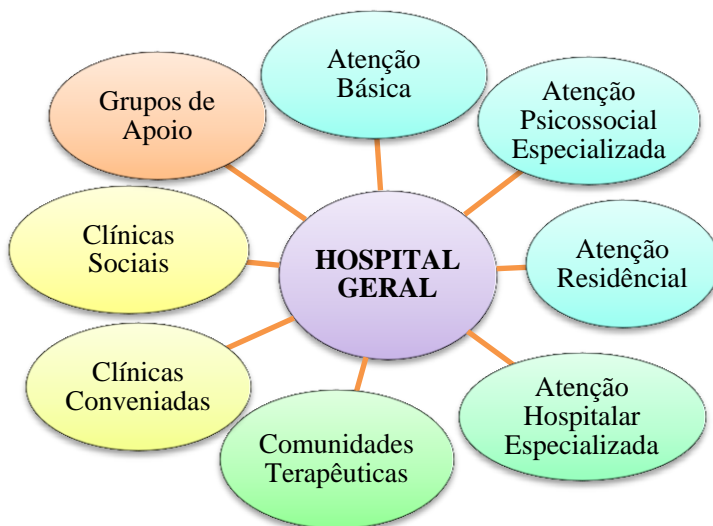 Atenção
Básica
Atenção
Psicossocial
Especializada
Atenção
Residêncial
Atenção
Hospitalar
Especializada
Comunidades
Terapêuticas
Clínicas
Conveniadas
Clínicas
Sociais
Grupos de
Apoio
HOSPITAL
GERAL